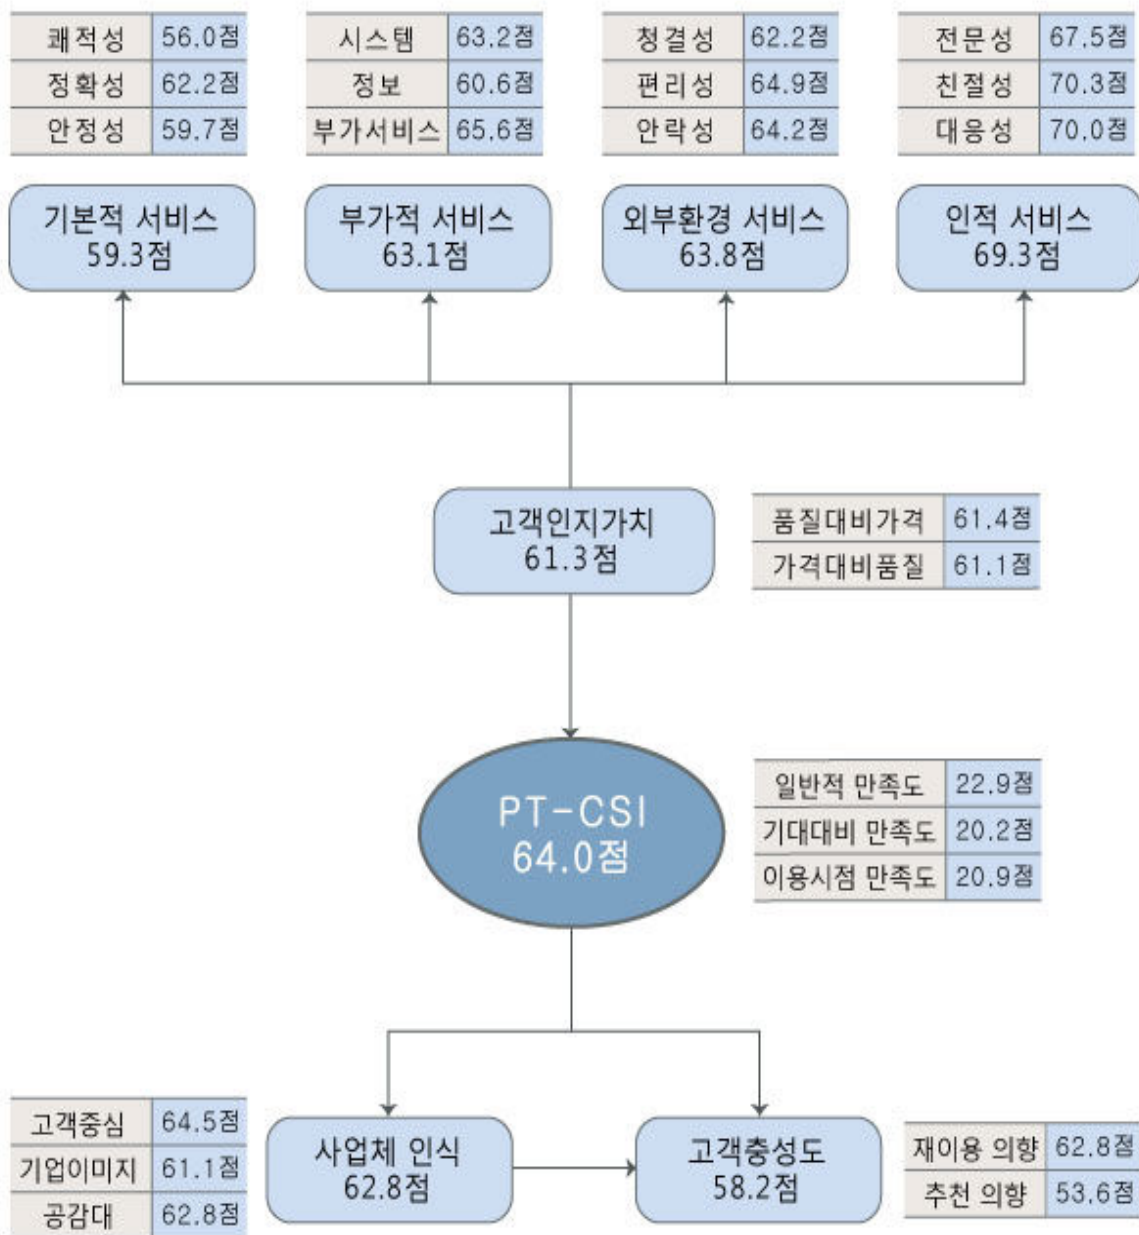 쾌적성 56.0점
정확성 62.2점
안정성 59.7점
시스템 63.2점
정보 60.6점
부가서비스 65.6점
청결성 62.2점
편리성 64.9점
안락성 64.2점
전문성 67.5점
친절성 70.3점
대응성 70.0점
기본적 서비스
59.3점
부가적 서비스
63.1점
외부환경 서비스
63.8점
인적 서비스
69.3점
고객인지가치
61.3점
품질대비가격 61.4점
가격대비품질 61.1점
PT-CSI
64.0점
일반적 만족도 22.9점
기대대비 만족도 20.2점
이용시점 만족도 20.9점
고객중심 64.5점
기업이미지 61.1점
공감대 62.8점
사업체 인식
62.8점
고객충성도
58.2점
재이용 의향 62.8점
추천 의향 53.6점